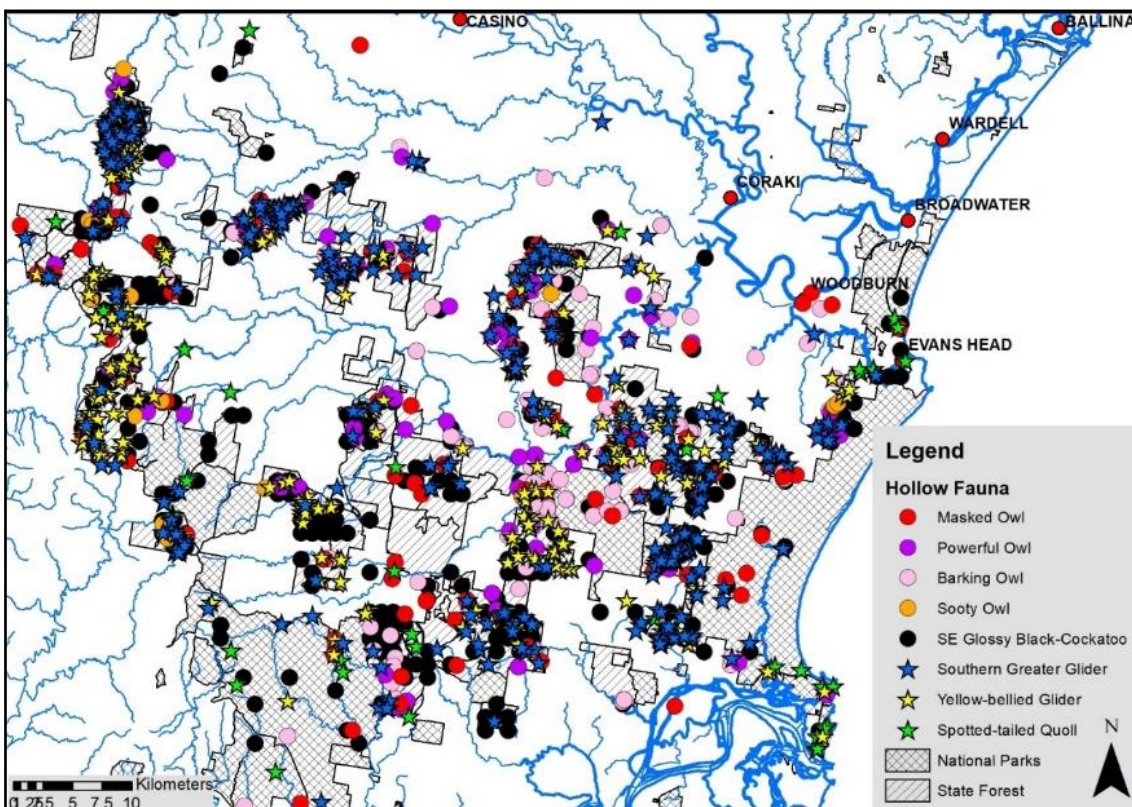 CASINO
BALLINA
WARDELL
CORAKI
BROADWATER
WOODBURN
EVANS HEAD
Legend
Hollow Fauna
Masked Owl
Powerful Owl
Barking Owl
Sooty Owl
SE Glossy Black-Cockatoo
Southern Greater Glider
Yellow-bellied Glider
Spotted-tailed Quoll
National Parks
State Forest
N
Kilometers
5 7.5 10